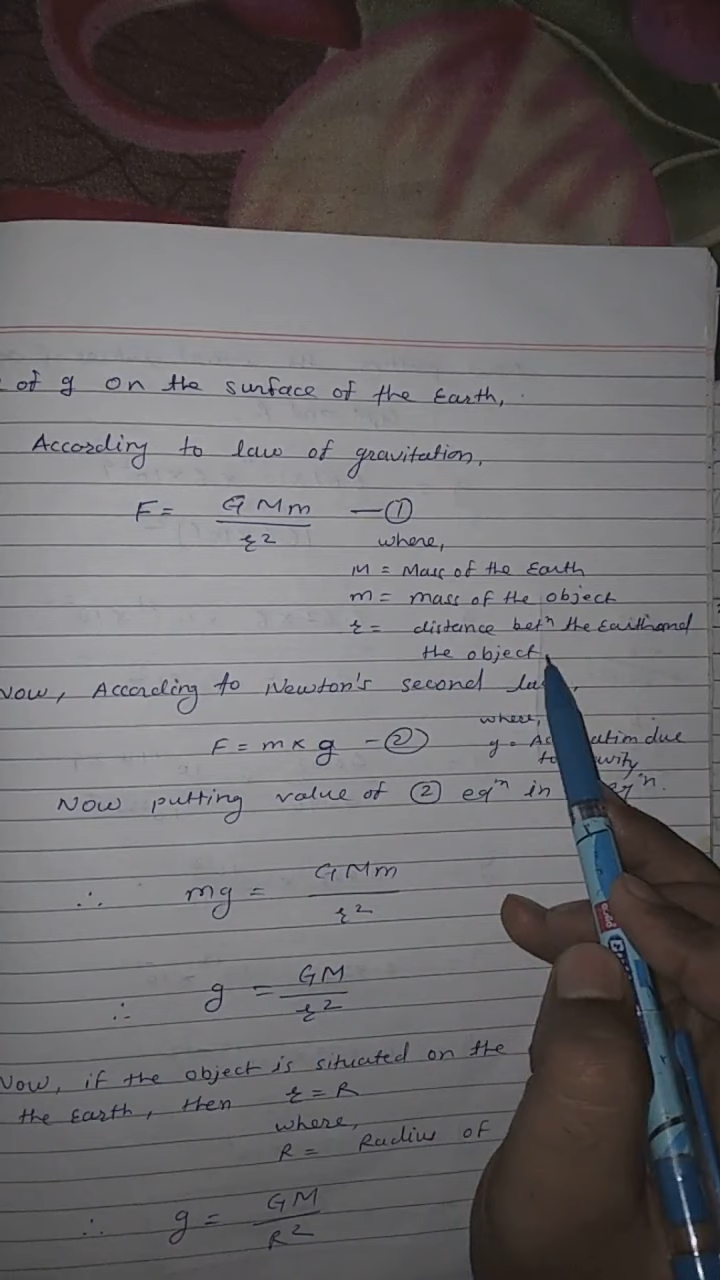 of g on the surface of the Earth,
According to law of gravitation,
F = GMm / r² — ①
where,
M = Mass of the Earth
m = mass of the object
r = distance betⁿ the Earth and
the object
Now, According to Newton's second
where,
F = m × g — ②
g = due
to
Now putting value of ② eqⁿ in
∴ mg = GMm / r²
∴ g = GM / r²
Now, if the object is situated on the
the Earth, then r = R
where,
R = Radius of
∴ g = GM / R²